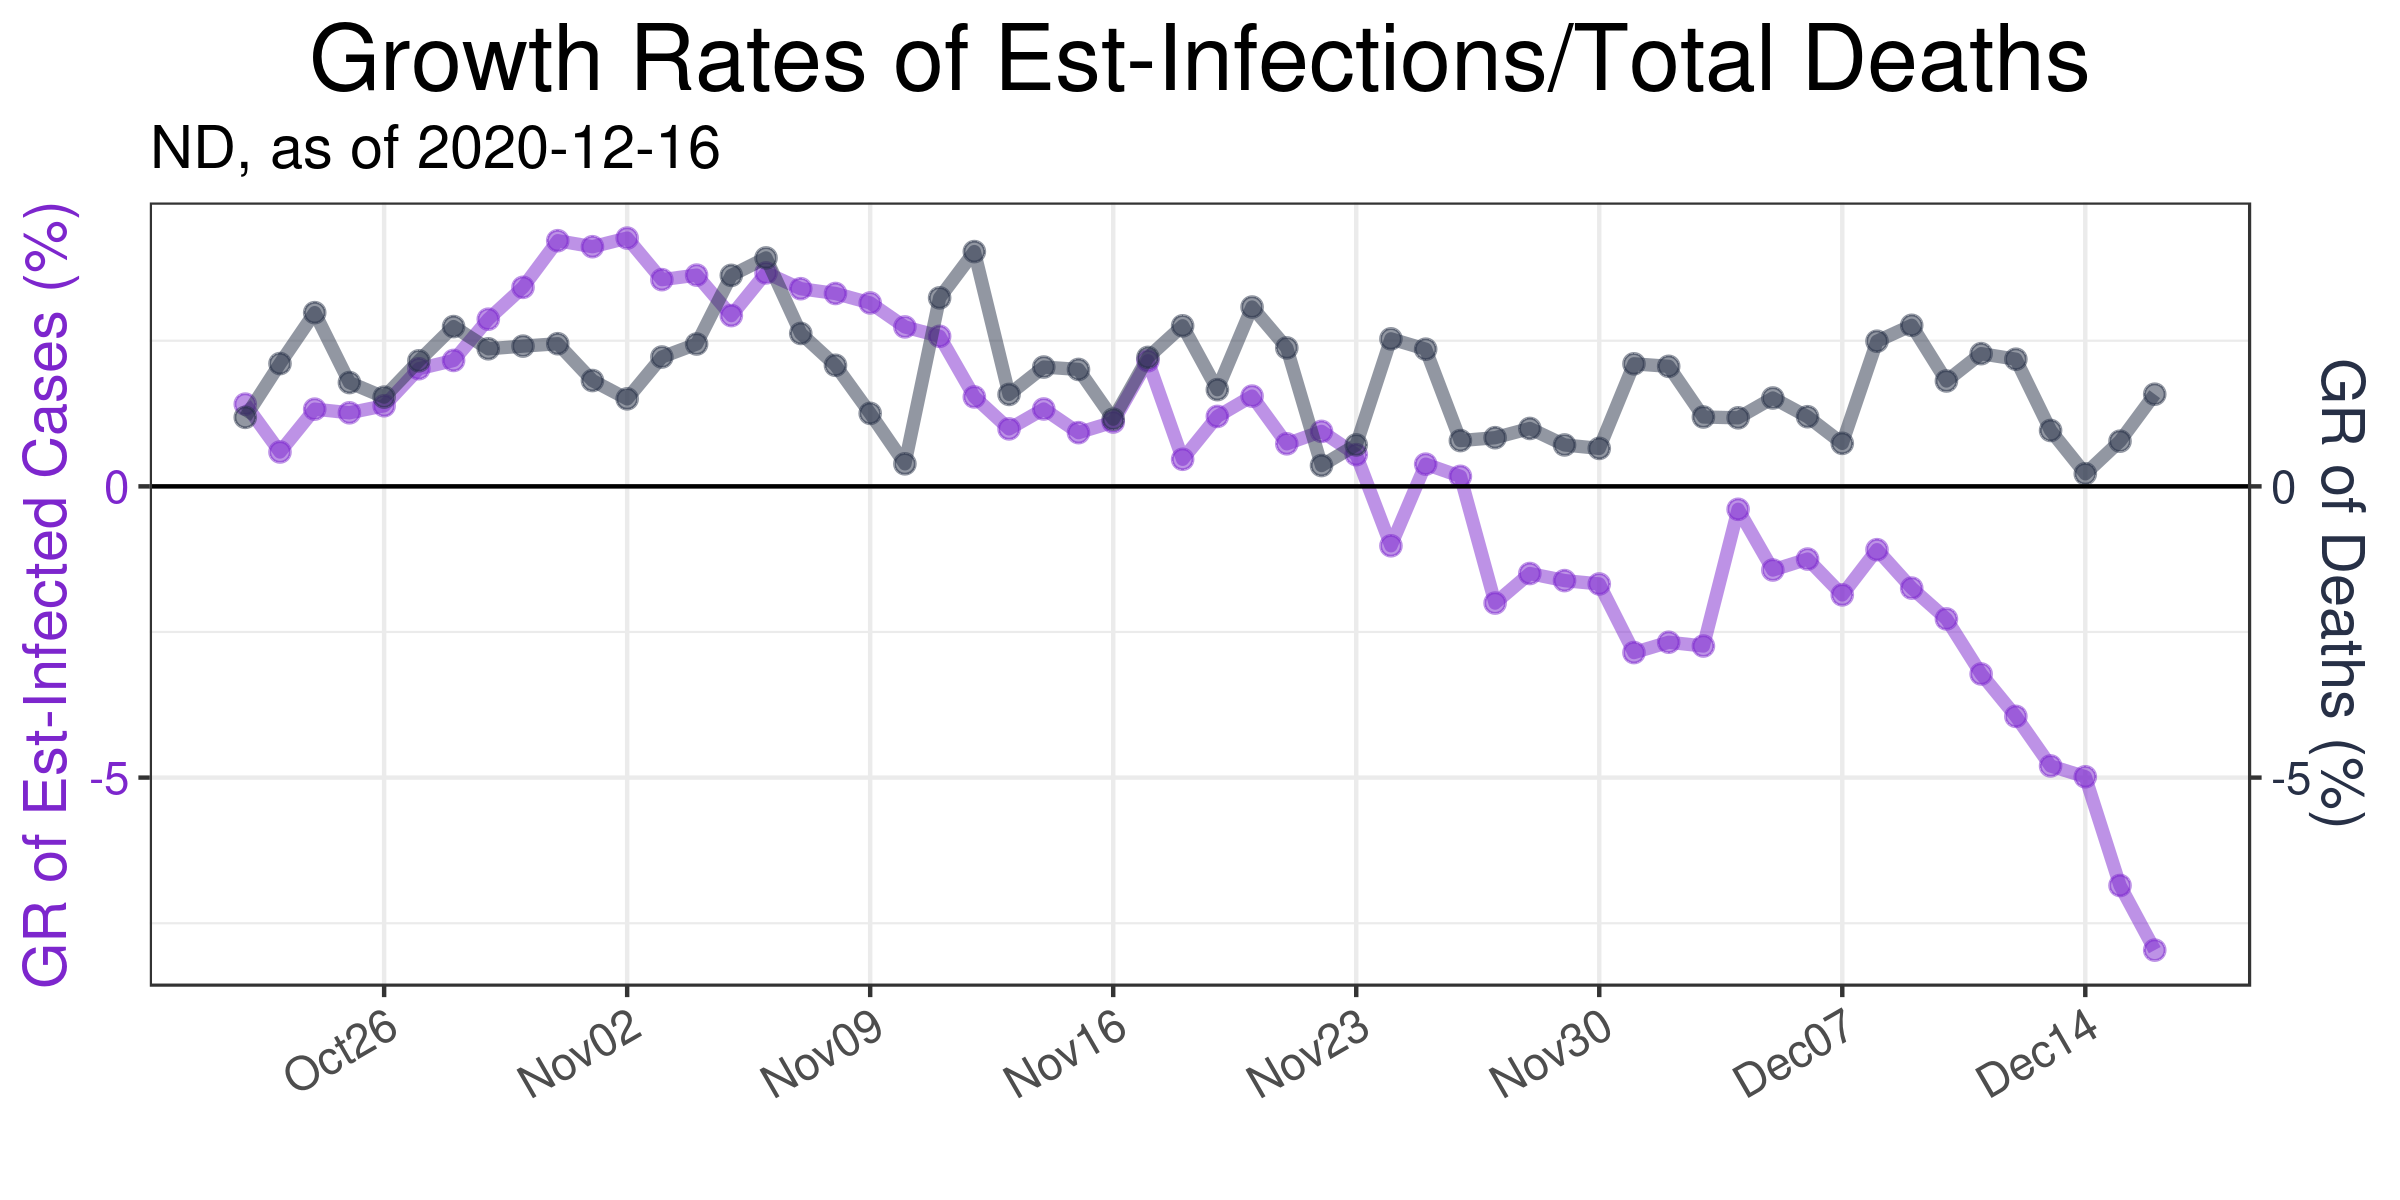 Growth Rates of Est-Infections/Total Deaths
ND, as of 2020-12-16
GR of Est-Infected Cases (%)
0
-5
0
-5
GR of Deaths (%)
Oct26
Nov02
Nov09
Nov16
Nov23
Nov30
Dec07
Dec14